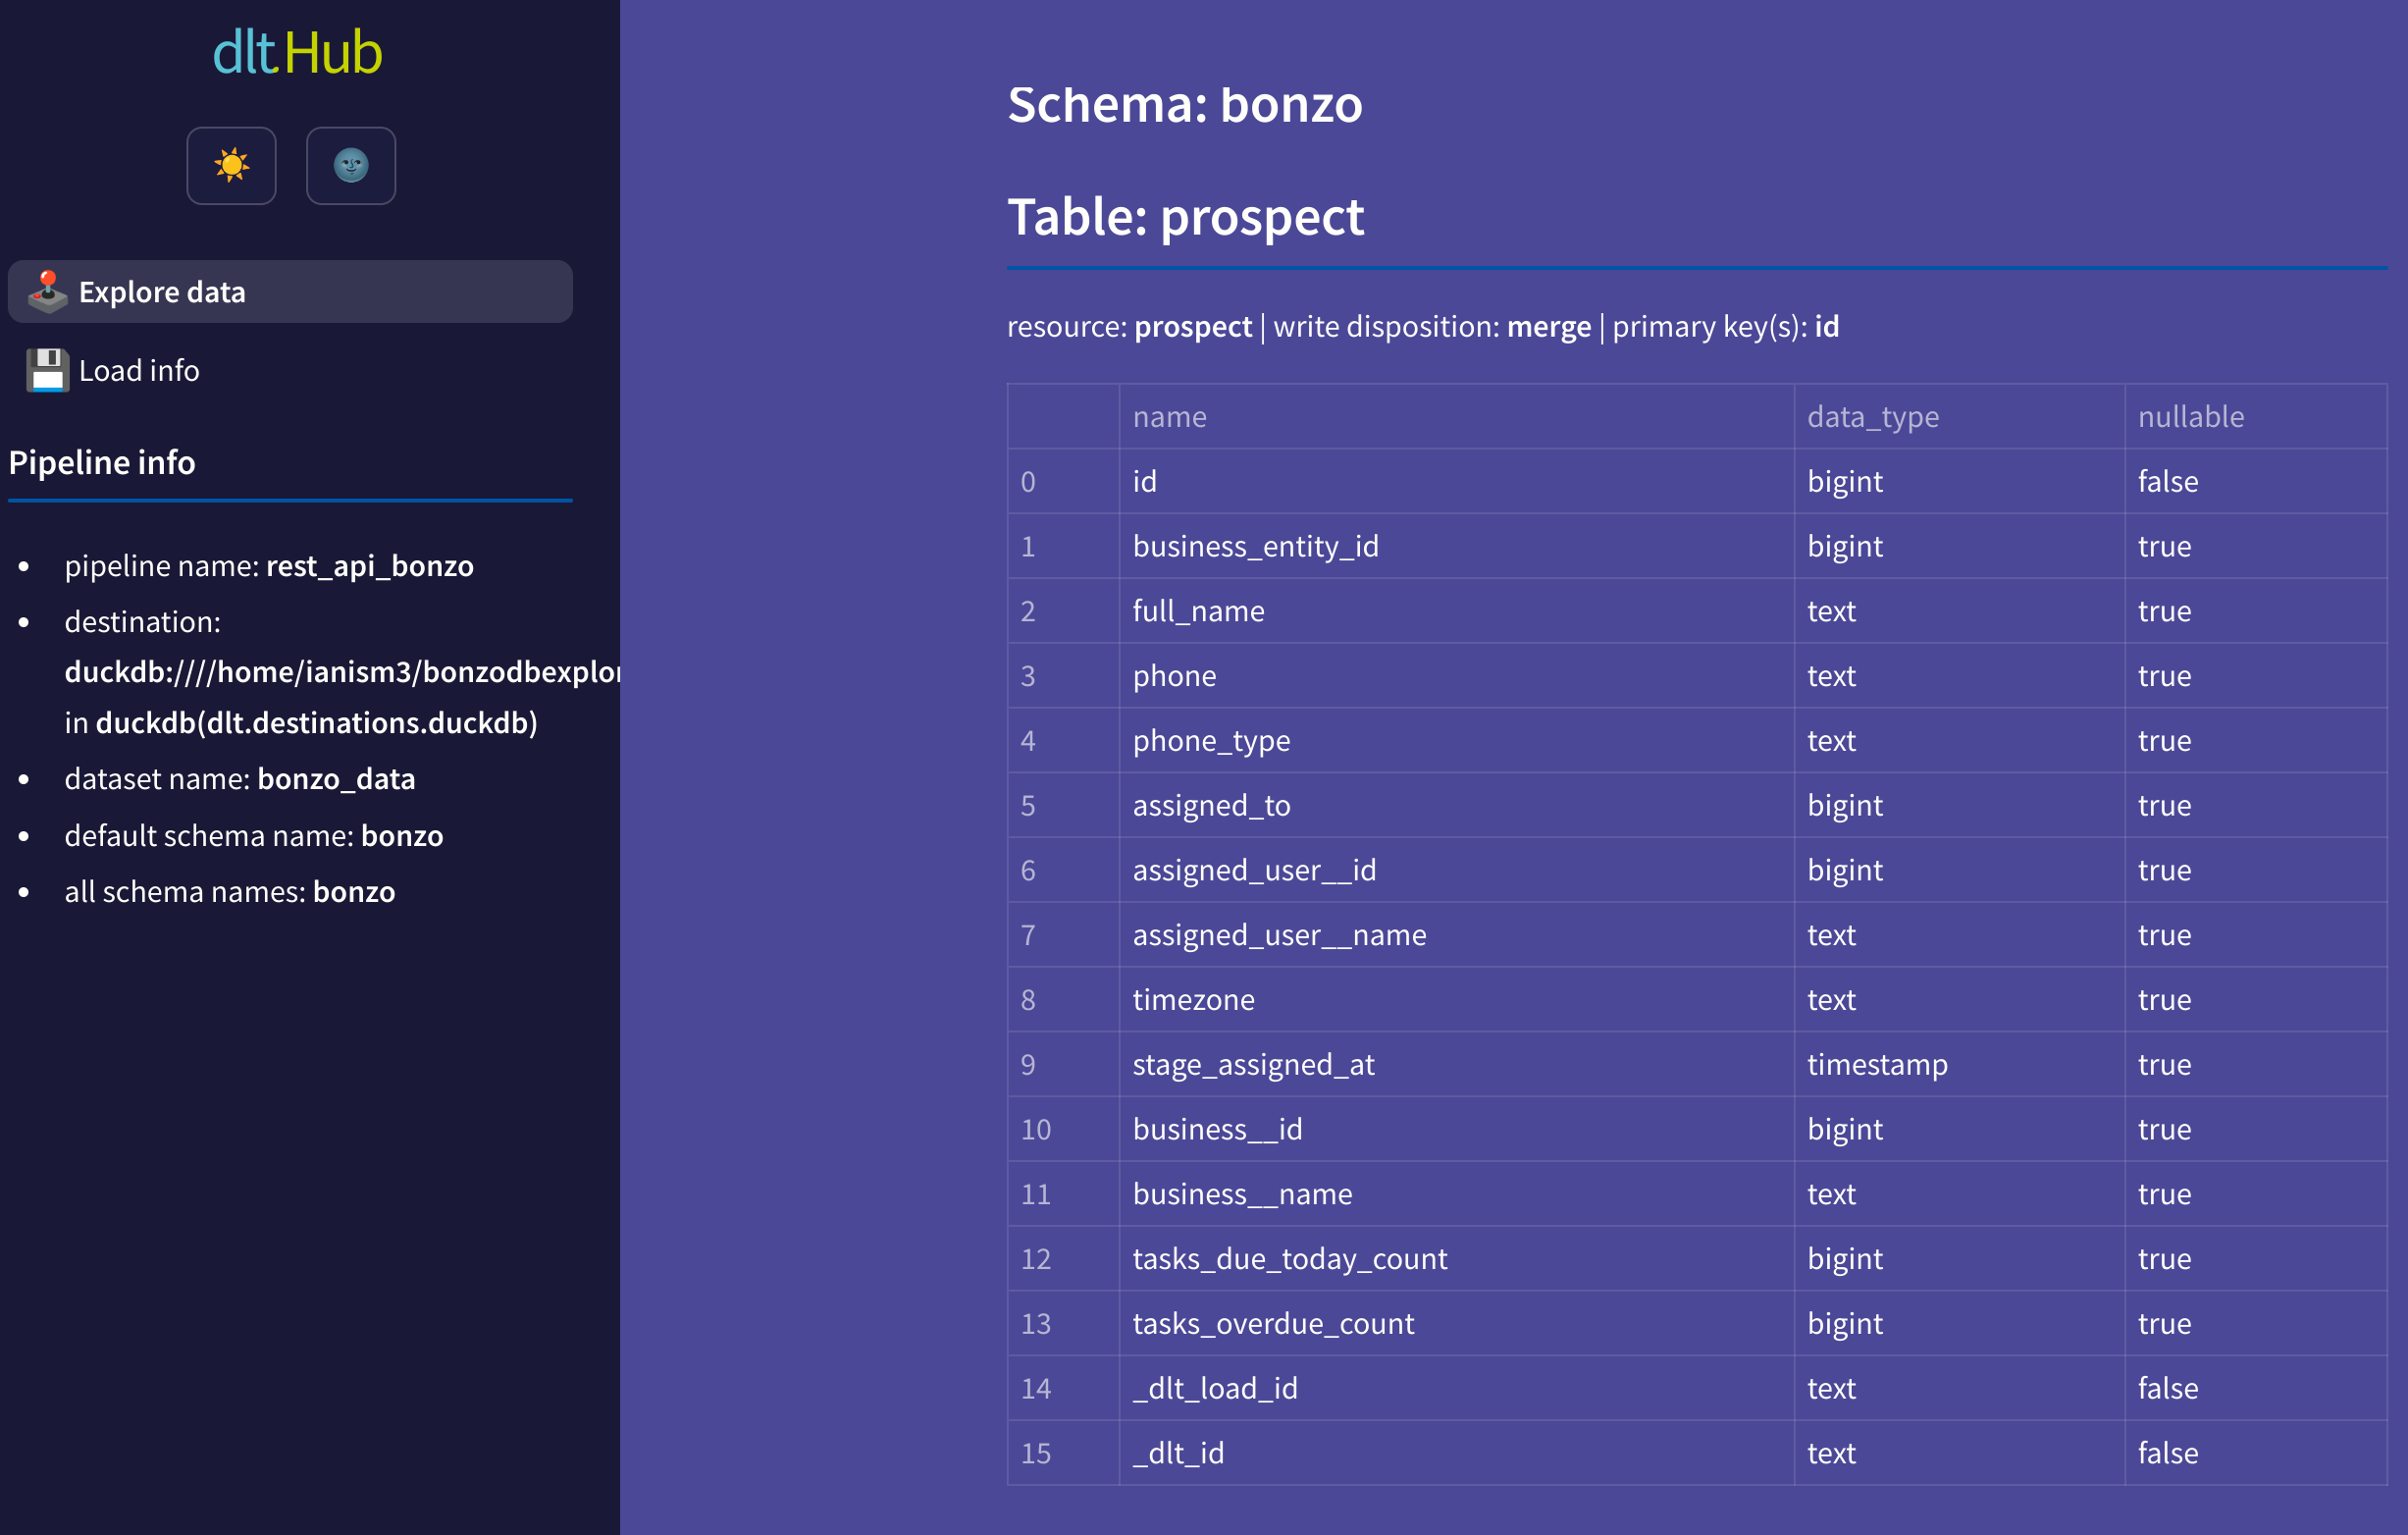 dltHub
Explore data
Load info
Pipeline info
pipeline name: rest_api_bonzo
destination:
duckdb:////home/ianism3/bonzodbexplor
in duckdb(dlt.destinations.duckdb)
dataset name: bonzo_data
default schema name: bonzo
all schema names: bonzo
Schema: bonzo
Table: prospect
resource: prospect | write disposition: merge | primary key(s): id
name data_type nullable
0 id bigint false
1 business_entity_id bigint true
2 full_name text true
3 phone text true
4 phone_type text true
5 assigned_to bigint true
6 assigned_user__id bigint true
7 assigned_user__name text true
8 timezone text true
9 stage_assigned_at timestamp true
10 business__id bigint true
11 business__name text true
12 tasks_due_today_count bigint true
13 tasks_overdue_count bigint true
14 _dlt_load_id text false
15 _dlt_id text false